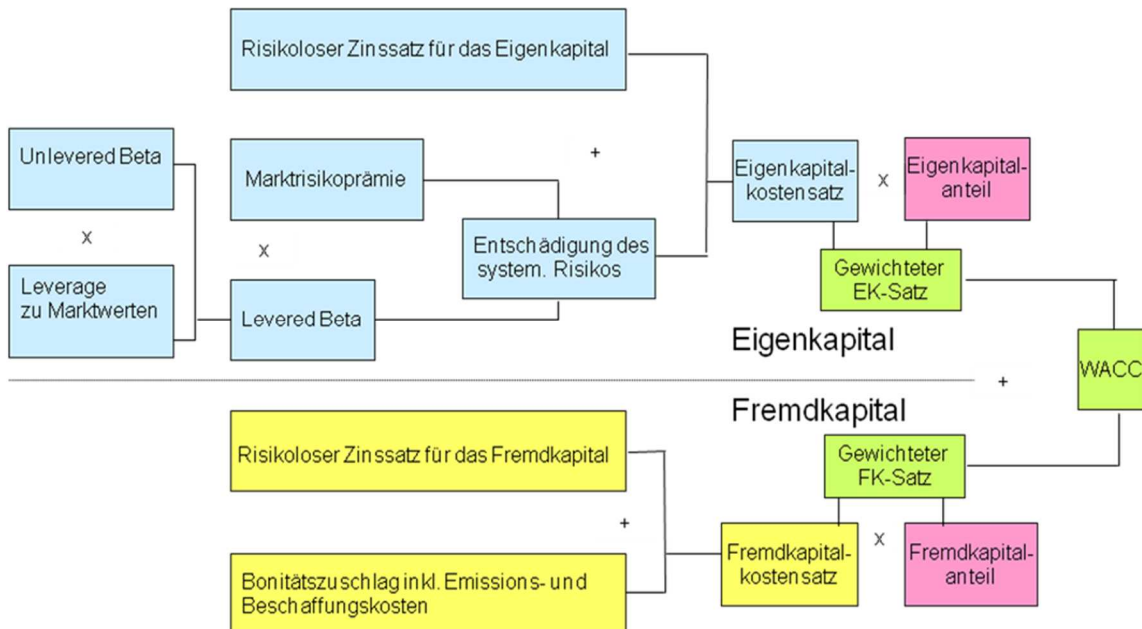 Risikoloser Zinssatz für das Eigenkapital
Unlevered Beta
x
Leverage
zu Marktwerten
Marktrisikoprämie
x
Levered Beta
Entschädigung des
system. Risikos
+
Eigenkapital-
kostensatz
x
Eigenkapital-
anteil
Gewichteter
EK-Satz
Eigenkapital
WACC
+
Fremdkapital
Risikoloser Zinssatz für das Fremdkapital
+
Bonitätszuschlag inkl. Emissions- und
Beschaffungskosten
Gewichteter
FK-Satz
Fremdkapital-
kostensatz
x
Fremdkapital-
anteil